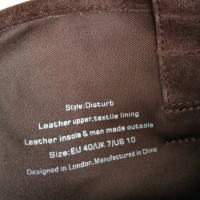 Style:Disturb
Leather upper,textile lining
Leather insole & man made outsole
Size:EU 40/UK 7/US 10
Designed in London,Manufactured in China